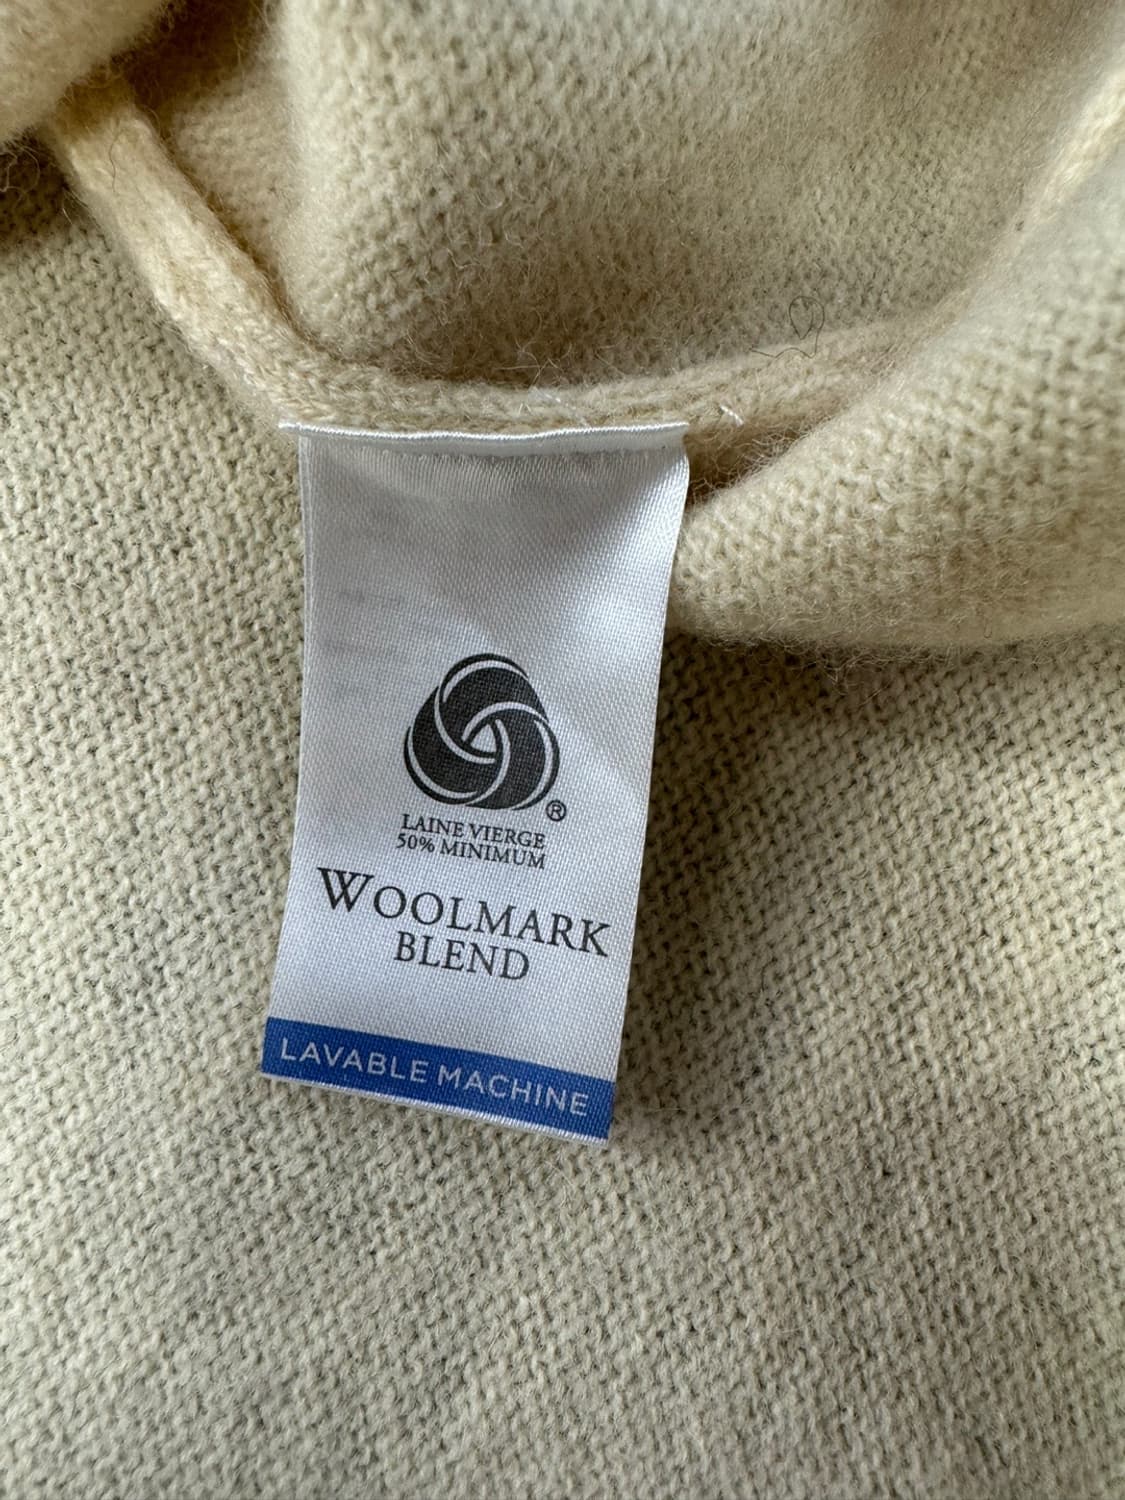 ®
LAINE VIERGE
50% MINIMUM
WOOLMARK
BLEND
LAVABLE MACHINE